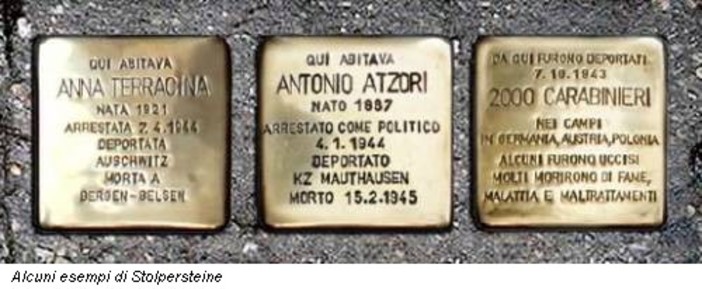 QUI ABITAVA
ANNA TERRACINA
NATA 1921
ARRESTATA 7.4.1944
DEPORTATA
AUSCHWITZ
MORTA A
BERGEN-BELSEN
QUI ABITAVA
ANTONIO ATZORI
NATO 1887
ARRESTATO COME POLITICO
4.1.1944
DEPORTATO
KZ MAUTHAUSEN
MORTO 15.2.1945
DA QUI FURONO DEPORTATI
7.10.1943
2000 CARABINIERI
NEI CAMPI
IN GERMANIA, AUSTRIA, POLONIA
ALCUNI FURONO UCCISI
MOLTI MORIRONO DI FAME,
MALATTIA E MALTRATTAMENTI
Alcuni esempi di Stolpersteine